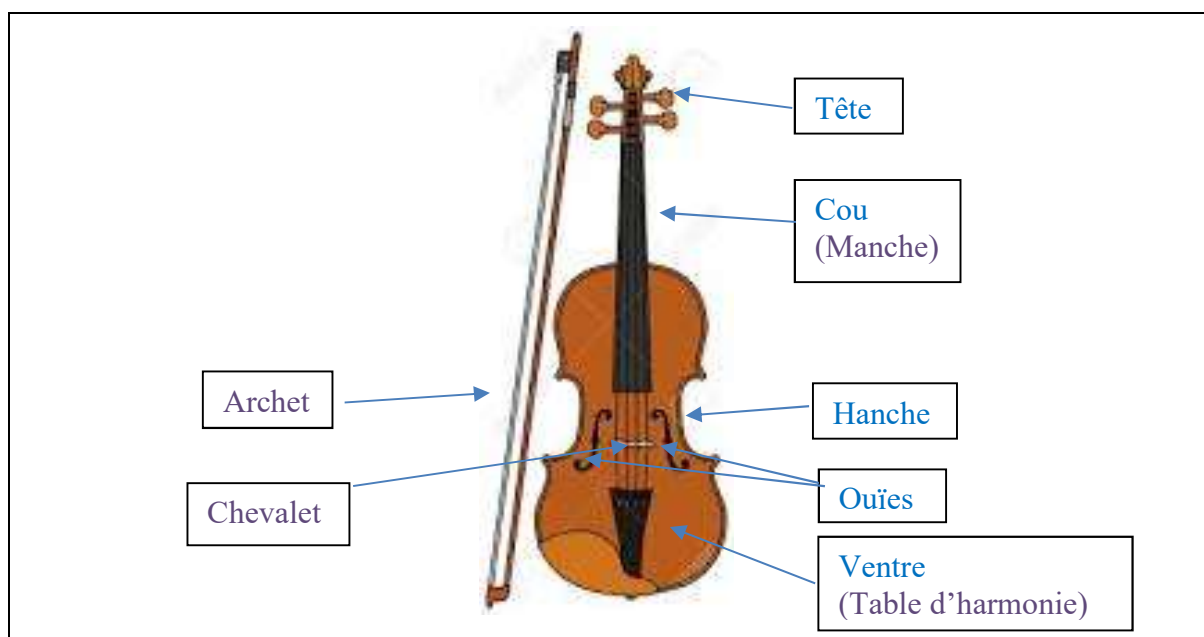 Tête
Cou
(Manche)
Archet
Hanche
Chevalet
Ouïes
Ventre
(Table d’harmonie)